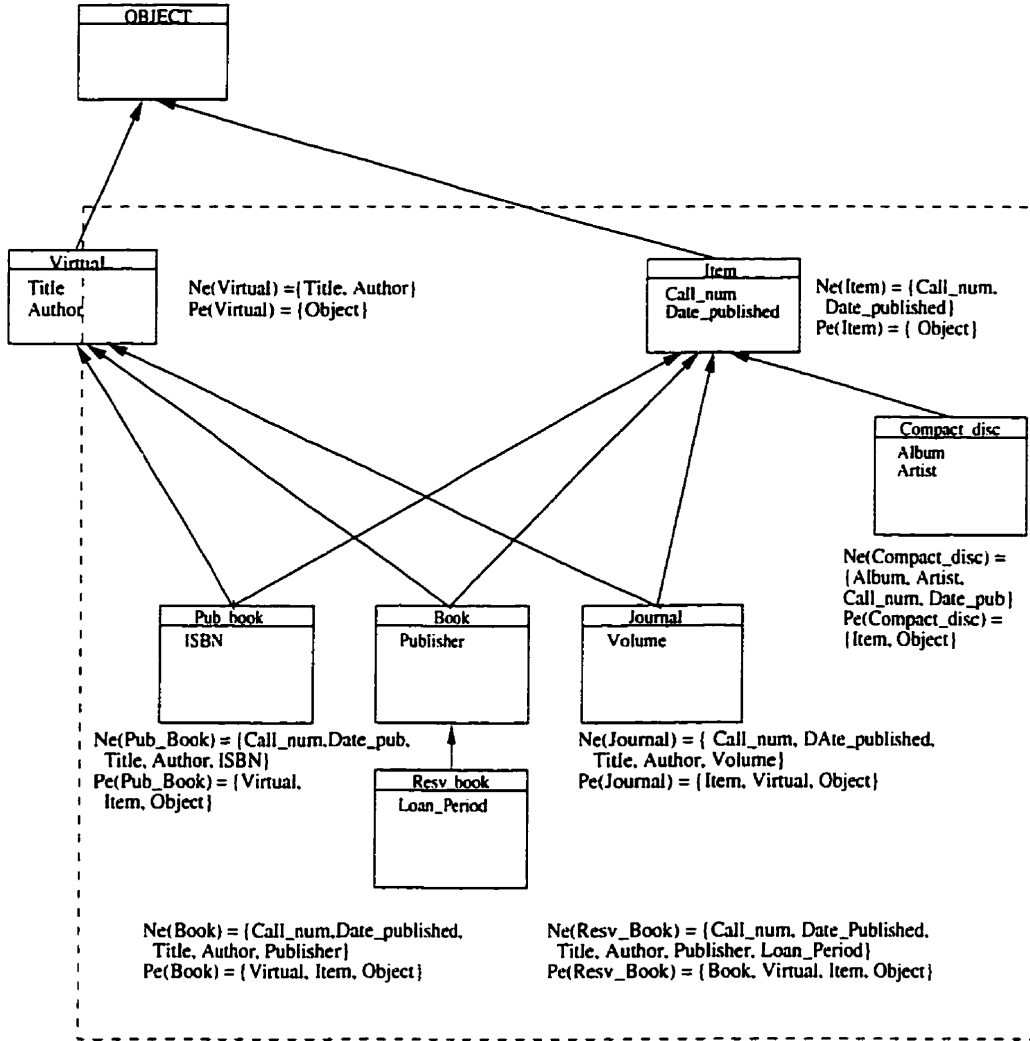 OBJECT
Virtual
Title
Author
Ne(Virtual) ={Title, Author}
Pe(Virtual) = {Object}
Item
Call_num
Date_published
Ne(Item) = {Call_num,
Date_published}
Pe(Item) = { Object}
Compact_disc
Album
Artist
Ne(Compact_disc) =
{Album, Artist,
Call_num, Date_pub}
Pe(Compact_disc) =
{Item, Object}
Pub_book
ISBN
Book
Publisher
Journal
Volume
Ne(Pub_Book) = {Call_num,Date_pub,
Title, Author, ISBN}
Pe(Pub_Book) = {Virtual,
Item, Object}
Resv_book
Loan_Period
Ne(Journal) = { Call_num, DAte_published,
Title, Author, Volume}
Pe(Journal) = {Item, Virtual, Object}
Ne(Book) = {Call_num,Date_published,
Title, Author, Publisher}
Pe(Book) = {Virtual, Item, Object}
Ne(Resv_Book) = {Call_num, Date_Published,
Title, Author, Publisher, Loan_Period}
Pe(Resv_Book) = {Book, Virtual, Item, Object}